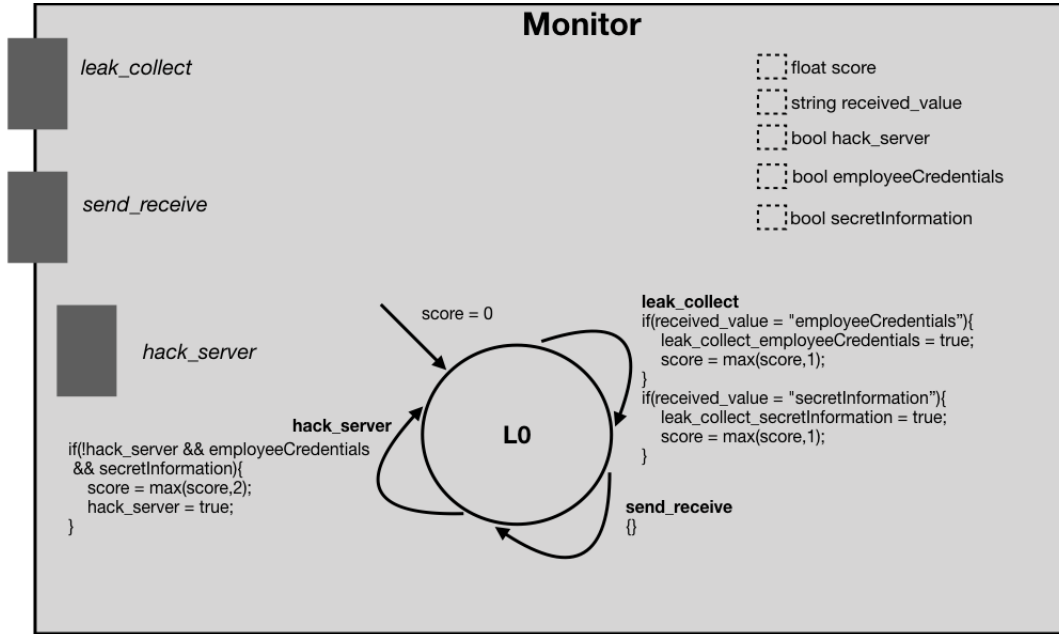 Monitor
leak_collect
send_receive
hack_server
float score
string received_value
bool hack_server
bool employeeCredentials
bool secretInformation
score = 0
leak_collect
if(received_value = "employeeCredentials”){
leak_collect_employeeCredentials = true;
score = max(score,1);
}
if(received_value = "secretInformation”){
leak_collect_secretInformation = true;
score = max(score,1);
}
L0
hack_server
if(!hack_server && employeeCredentials
&& secretInformation){
score = max(score,2);
hack_server = true;
}
send_receive
{}